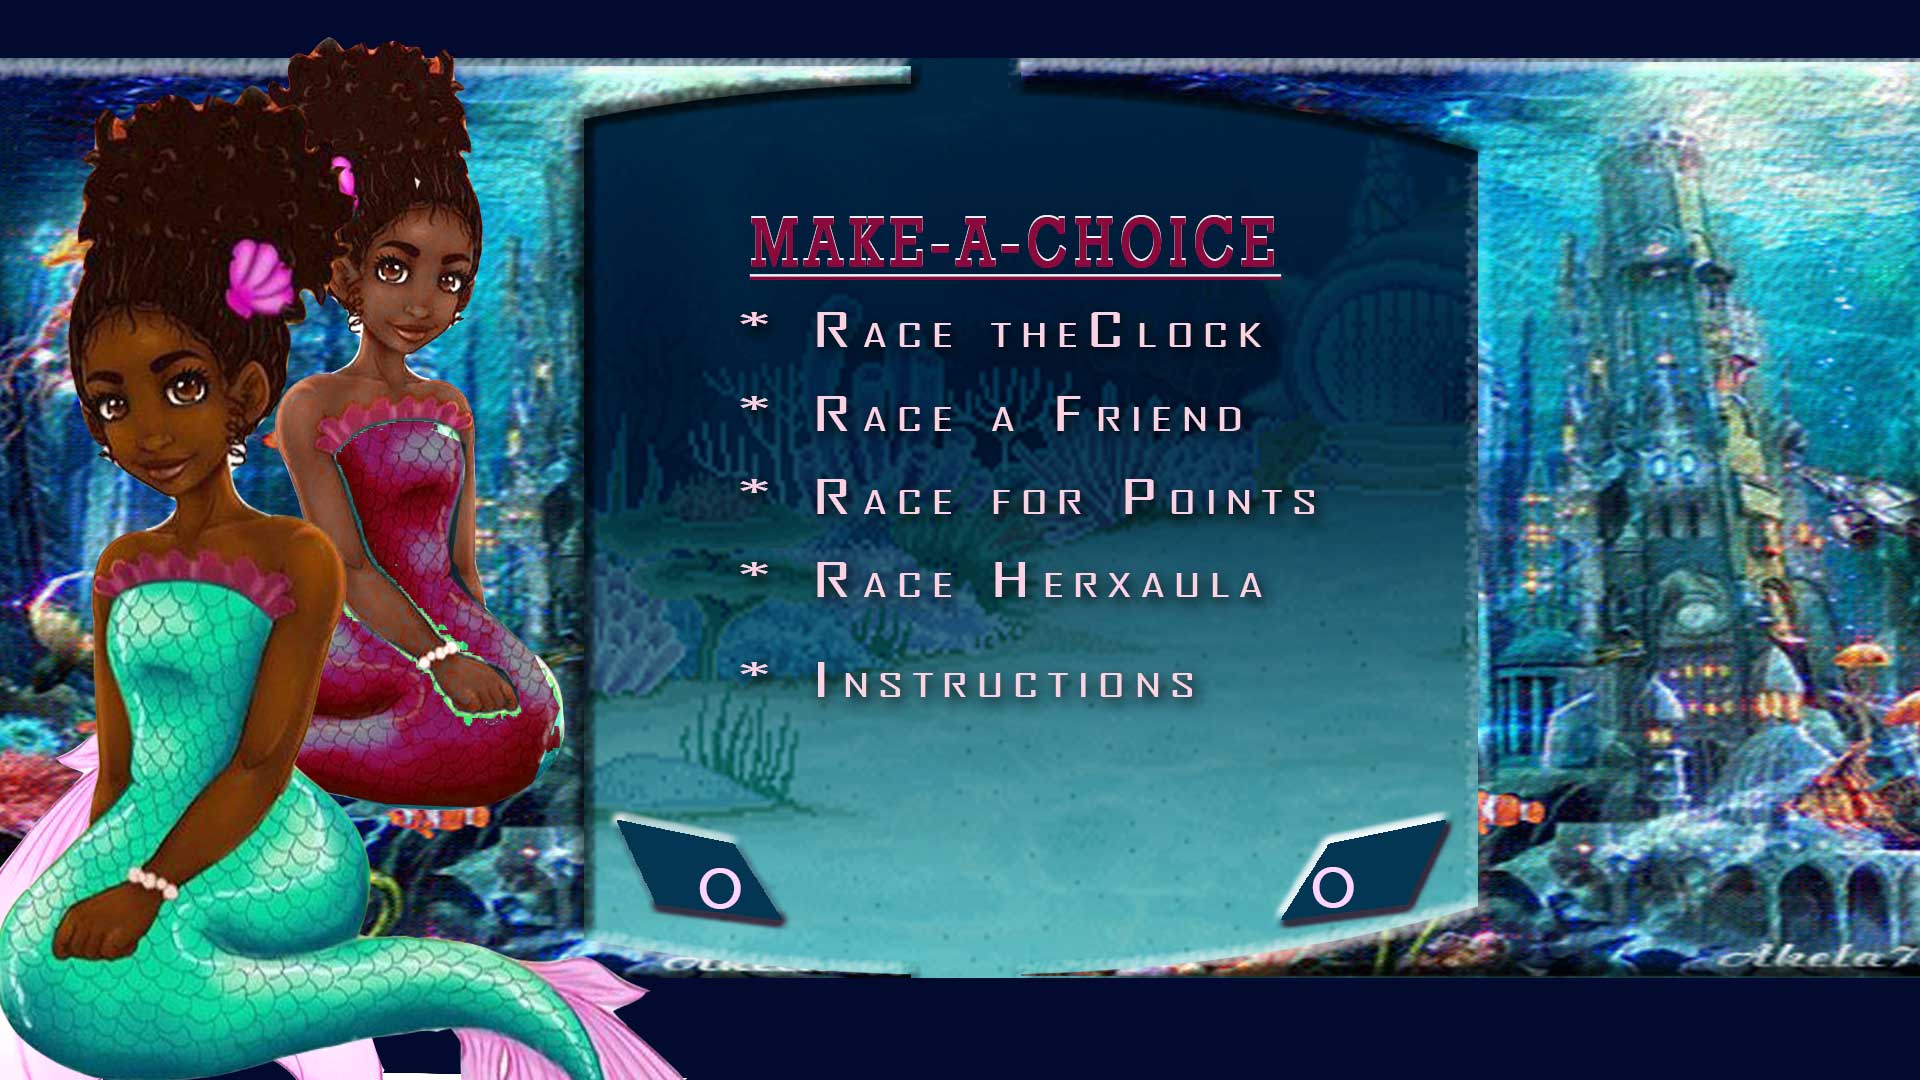 MAKE-A-CHOICE
* Race theClock
* Race a Friend
* Race for Points
* Race Herxaula
* Instructions
O O
Akela7